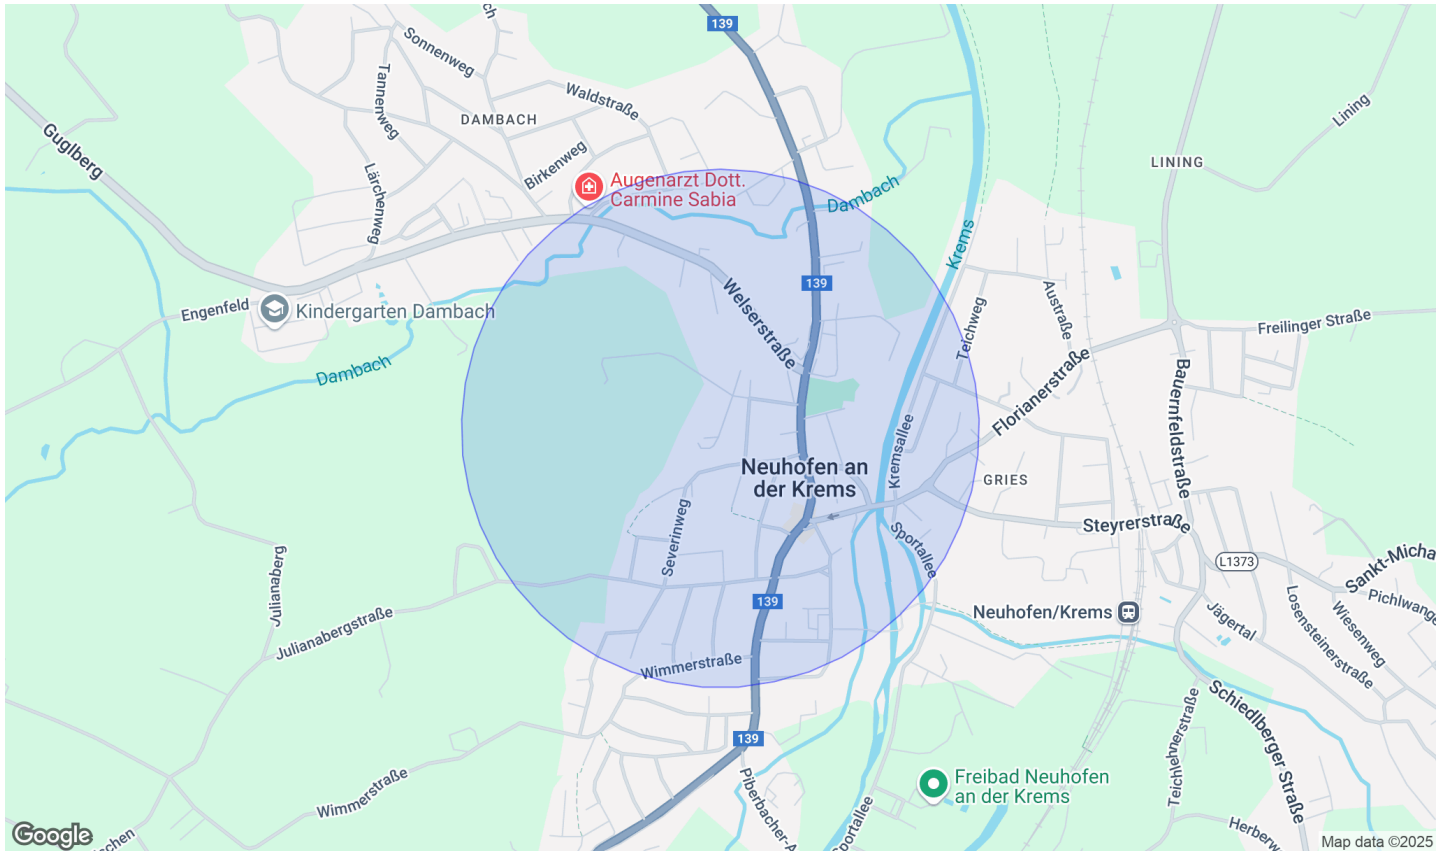 139
Sonnenweg
Tannenweg
Waldstraße
DAMBACH
Lining
Guglberg
LINING
Birkenweg
Lärchenweg
Augenarzt Dott.
Carmine Sabia
Dambach
Krems
139
Welserstraße
Engenfeld
Kindergarten Dambach
Teichweg
Austraße
Freilinger Straße
Dambach
Florianerstraße
Bauernfeldstraße
Kremsallee
Neuhofen an
der Krems
GRIES
Steyrerstraße
Severinweg
Sportallee
L1373
Sankt-Micha
Julianaberg
139
Neuhofen/Krems
Pichlwange
Jägertal
Losensteinerstraße
Wiesenweg
Julianabergstraße
Wimmerstraße
Schiedlberger Straße
Teichlehnerstraße
139
Wimmerstraße
Piberbacher-A
Freibad Neuhofen
an der Krems
Sportallee
Herberw
Google
Map data ©2025